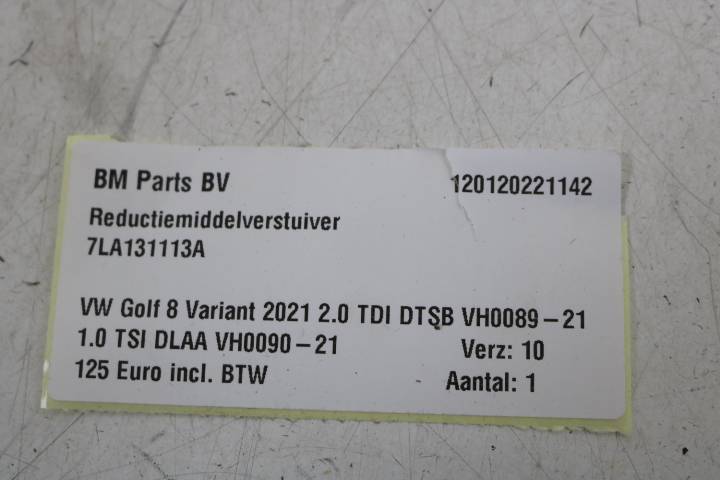 BM Parts BV 120120221142
Reductiemiddelverstuiver
7LA131113A
VW Golf 8 Variant 2021 2.0 TDI DTSB VH0089-21
1.0 TSI DLAA VH0090-21 Verz: 10
125 Euro incl. BTW Aantal: 1